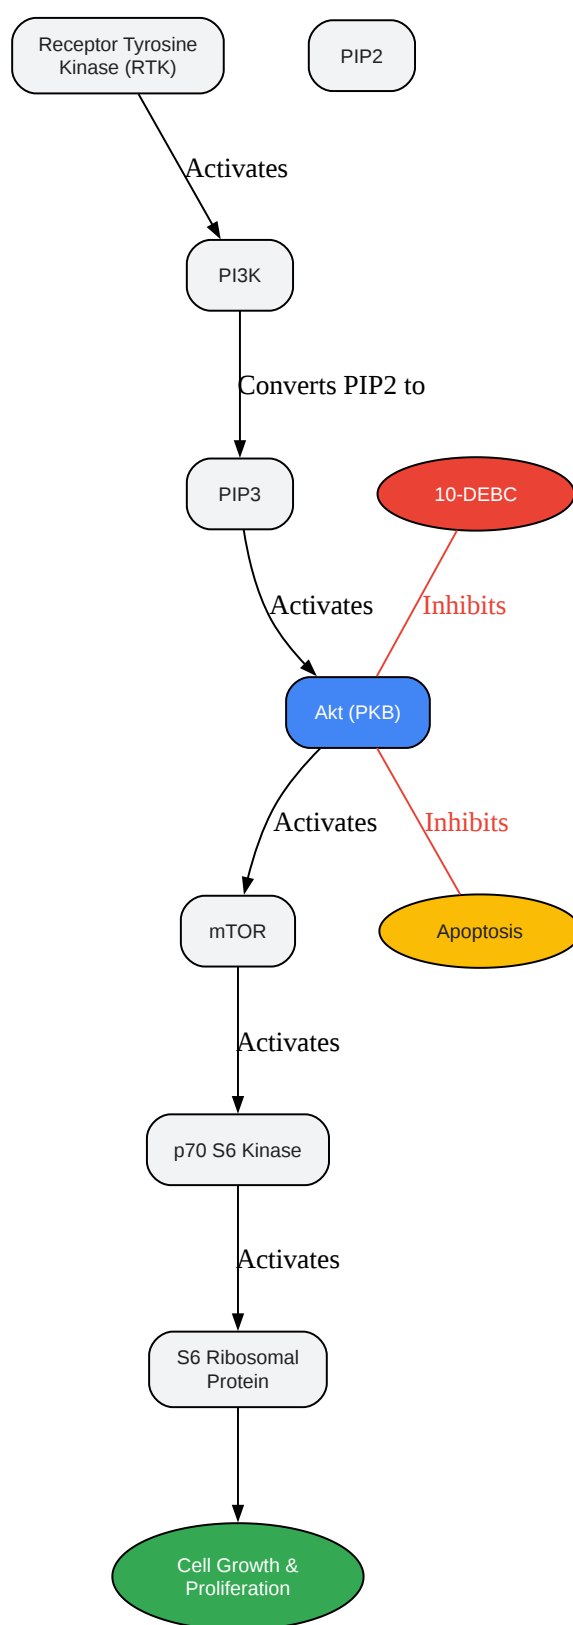 Receptor Tyrosine
Kinase (RTK)
PIP2
Activates
PI3K
Converts PIP2 to
PIP3
10-DEBC
Activates
Inhibits
Akt (PKB)
Activates
Inhibits
mTOR
Apoptosis
Activates
p70 S6 Kinase
Activates
S6 Ribosomal
Protein
Cell Growth &
Proliferation